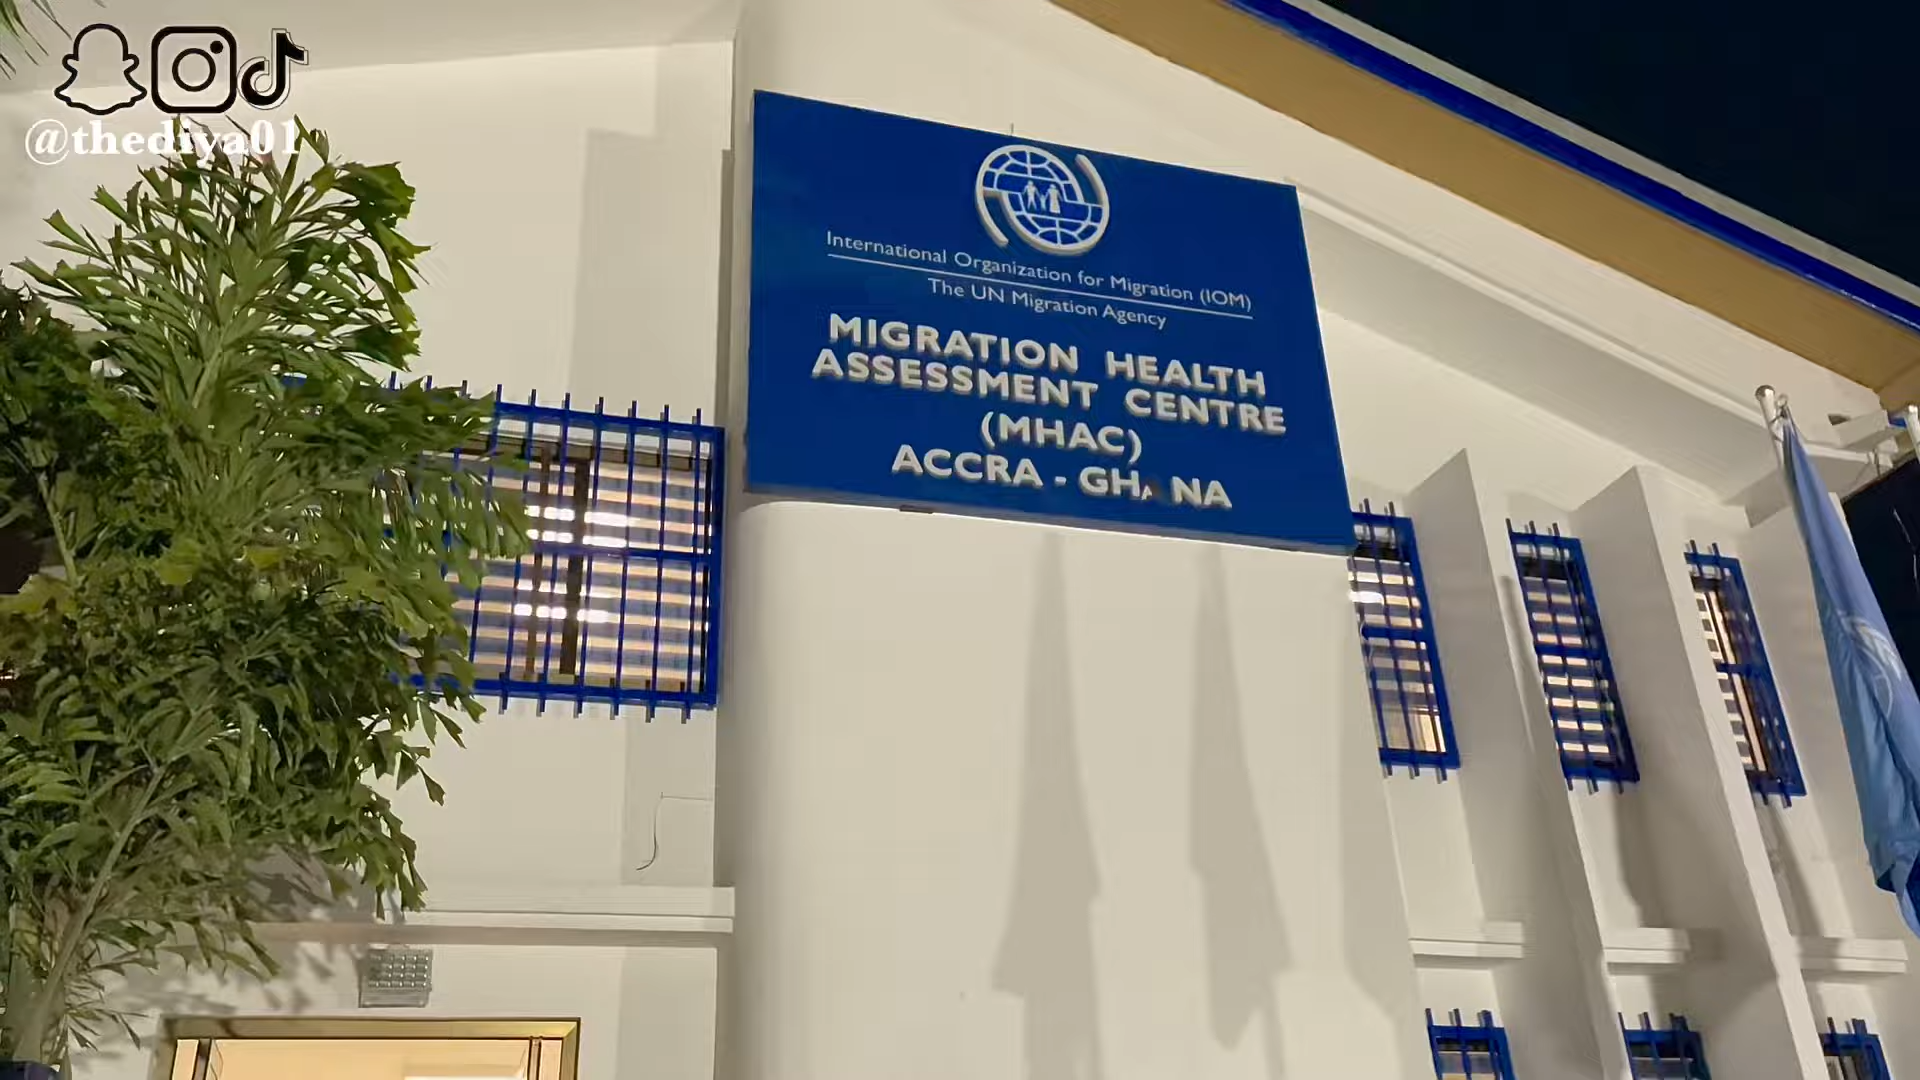 @thediya01
International Organization for Migration (IOM)
The UN Migration Agency
MIGRATION HEALTH
ASSESSMENT CENTRE
(MHAC)
ACCRA - GHANA